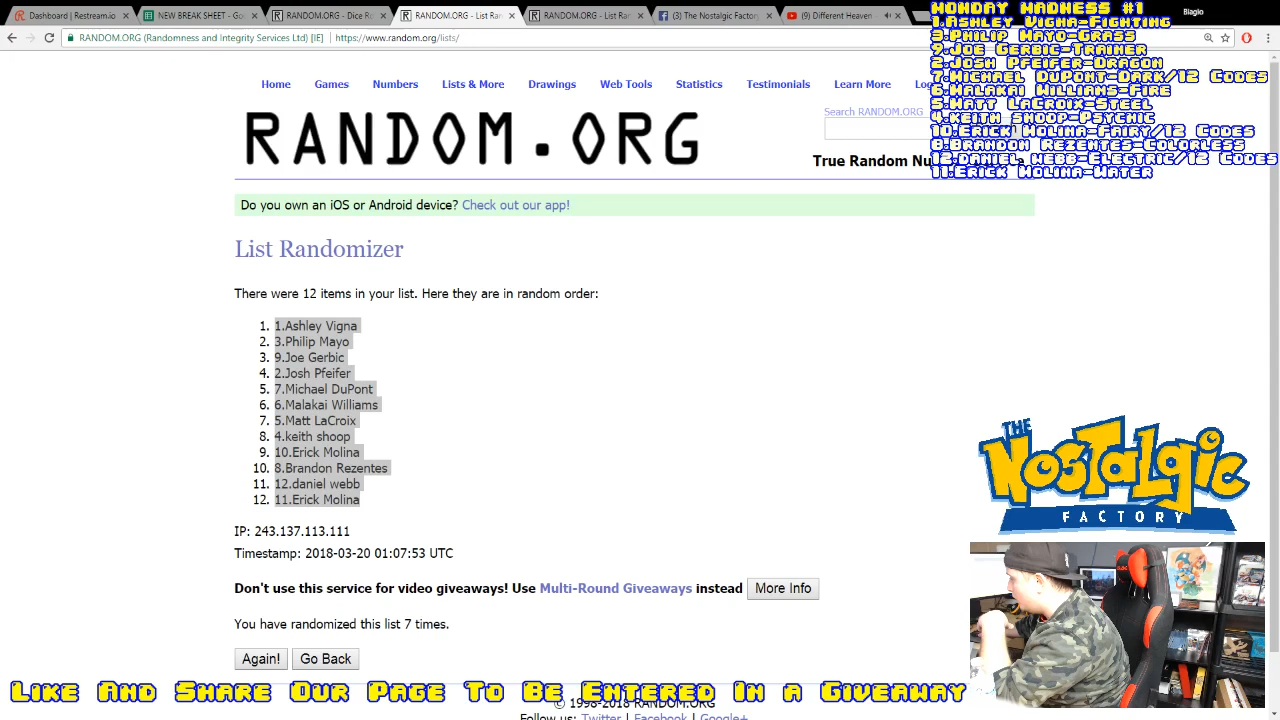 Dashboard | Restream.io
NEW BREAK SHEET - Go
RANDOM.ORG - Dice Ro
RANDOM.ORG - List Ran
RANDOM.ORG - List Ran
(3) The Nostalgic Factory
(9) Different Heaven
Biagio
RANDOM.ORG (Randomness and Integrity Services Ltd) [IE]
https://www.random.org/lists/
MONDAY MADNESS #1
1.Ashley Vigna-Fighting
3.Philip Mayo-Grass
9.Joe Gerbic-Trainer
2.Josh Pfeifer-Dragon
7.Michael DuPont-Dark/12 Codes
6.Malakai Williams-Fire
5.Matt LaCroix-Steel
4.keith shoop-Psychic
10.Erick Molina-Fairy/12 Codes
8.Brandon Rezentes-Colorless
12.daniel webb-Electric/12 Codes
11.Erick Molina-Water
Home Games Numbers Lists & More Drawings Web Tools Statistics Testimonials Learn More
Search RANDOM.ORG
RANDOM.ORG
True Random
Do you own an iOS or Android device? Check out our app!
List Randomizer
There were 12 items in your list. Here they are in random order:
1. 1.Ashley Vigna
2. 3.Philip Mayo
3. 9.Joe Gerbic
4. 2.Josh Pfeifer
5. 7.Michael DuPont
6. 6.Malakai Williams
7. 5.Matt LaCroix
8. 4.keith shoop
9. 10.Erick Molina
10. 8.Brandon Rezentes
11. 12.daniel webb
12. 11.Erick Molina
IP: 243.137.113.111
Timestamp: 2018-03-20 01:07:53 UTC
Don't use this service for video giveaways! Use Multi-Round Giveaways instead More Info
You have randomized this list 7 times.
Again! Go Back
THE
NOSTALGIC
FACTORY
Like And Share Our Page To Be Entered In a Giveaway
© 1998-2018 RANDOM.ORG
Follow us: Twitter | Facebook | Google+